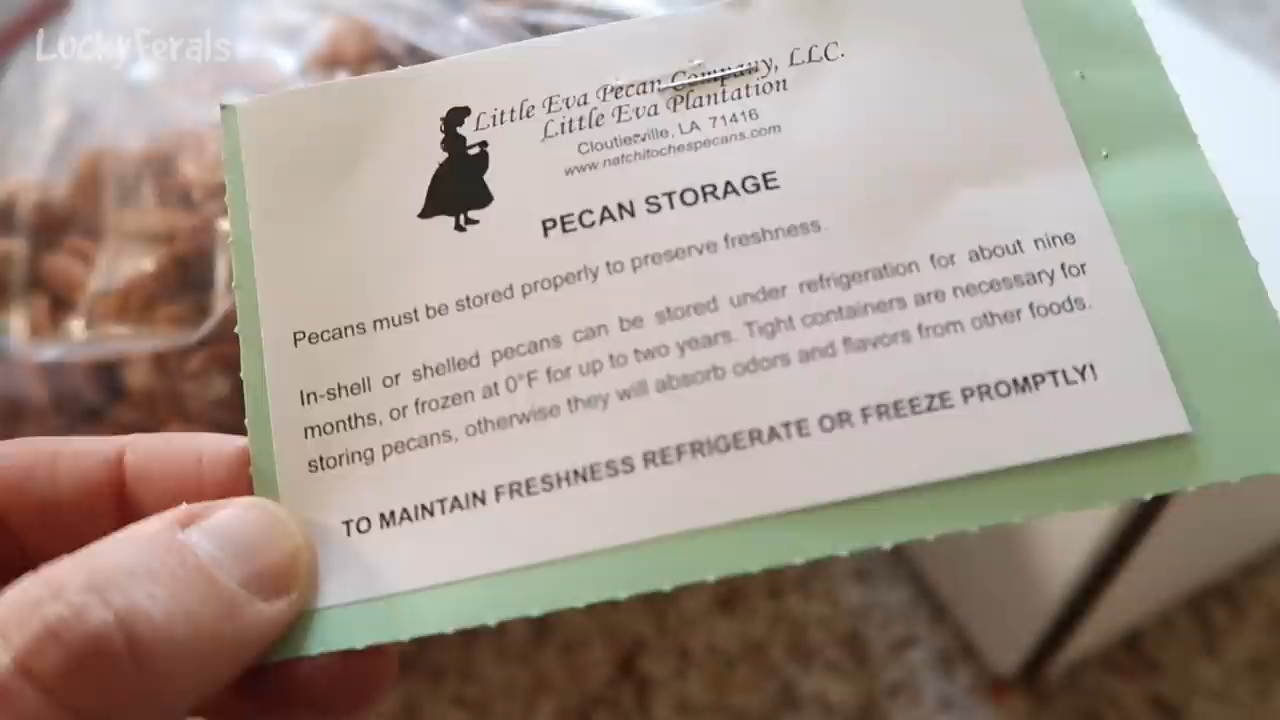 LuckyFerals
Little Eva Pecan Company, LLC.
Little Eva Plantation
Cloutierville, LA 71416
www.natchitochespecans.com
PECAN STORAGE
Pecans must be stored properly to preserve freshness.
In-shell or shelled pecans can be stored under refrigeration for about nine
months, or frozen at 0°F for up to two years. Tight containers are necessary for
storing pecans, otherwise they will absorb odors and flavors from other foods.
TO MAINTAIN FRESHNESS REFRIGERATE OR FREEZE PROMPTLY!